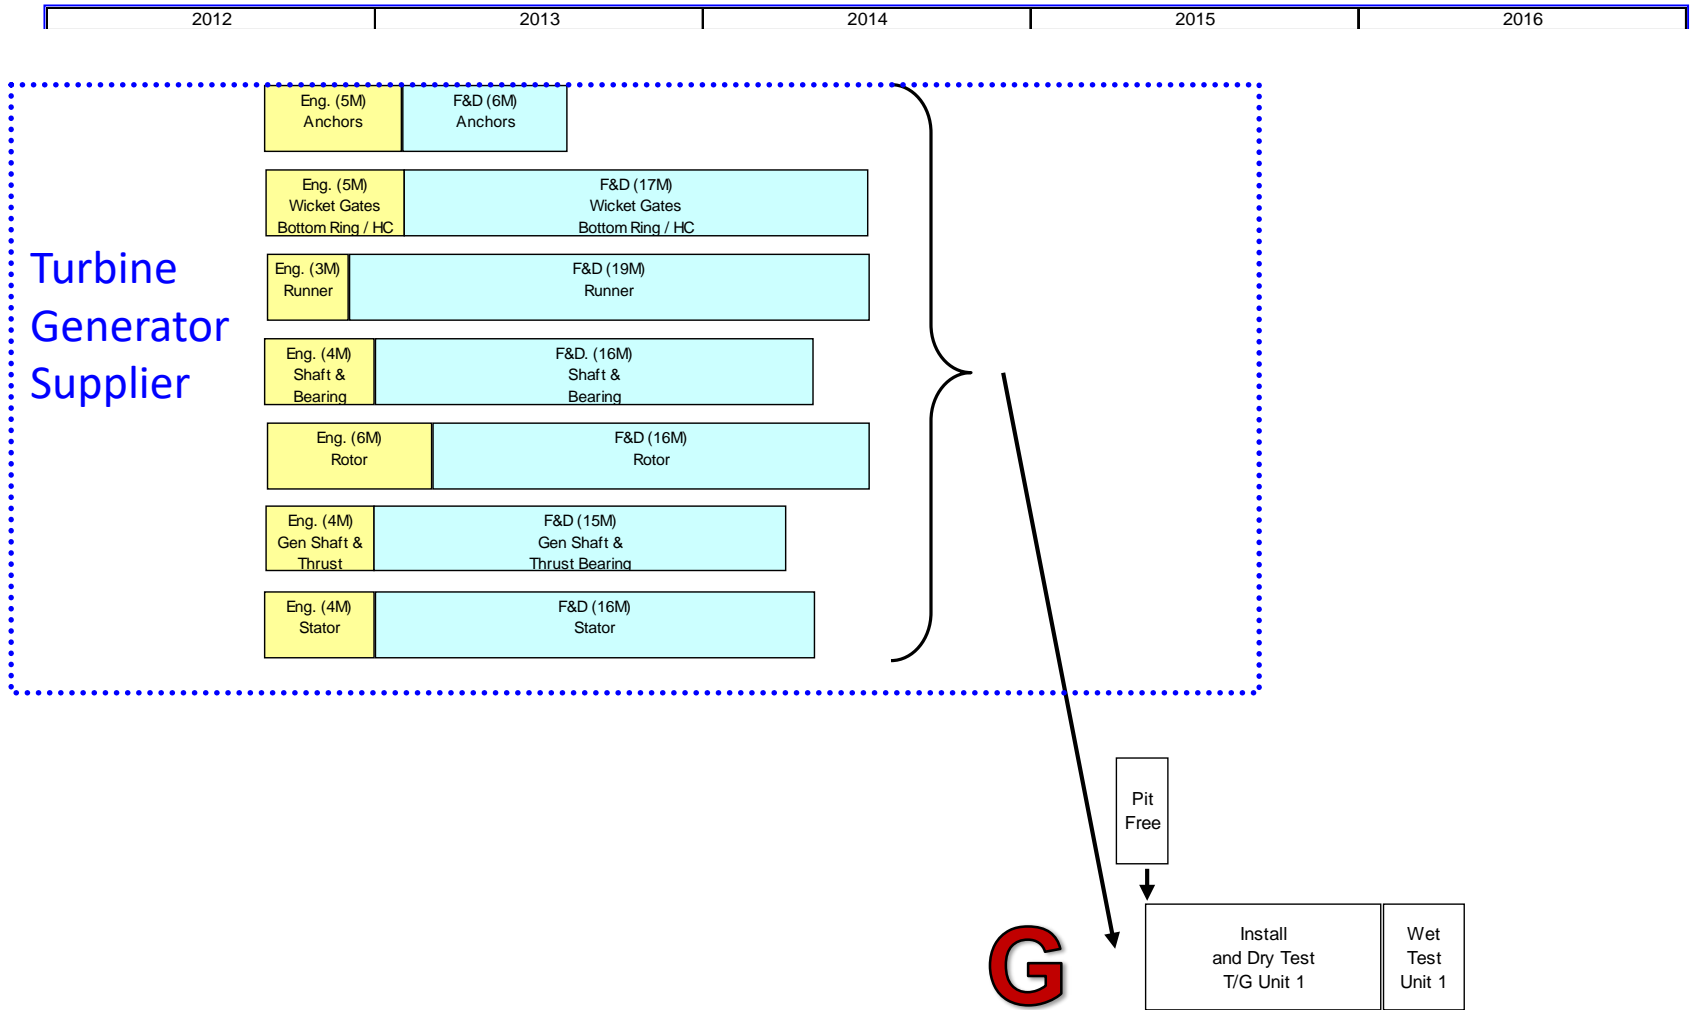 2012 2013 2014 2015 2016
Eng. (5M)
Anchors
F&D (6M)
Anchors
Eng. (5M)
Wicket Gates
Bottom Ring / HC
F&D (17M)
Wicket Gates
Bottom Ring / HC
Turbine
Generator
Supplier
Eng. (3M)
Runner
F&D (19M)
Runner
Eng. (4M)
Shaft &
Bearing
F&D. (16M)
Shaft &
Bearing
Eng. (6M)
Rotor
F&D (16M)
Rotor
Eng. (4M)
Gen Shaft &
Thrust
F&D (15M)
Gen Shaft &
Thrust Bearing
Eng. (4M)
Stator
F&D (16M)
Stator
Pit
Free
G
Install
and Dry Test
T/G Unit 1
Wet
Test
Unit 1